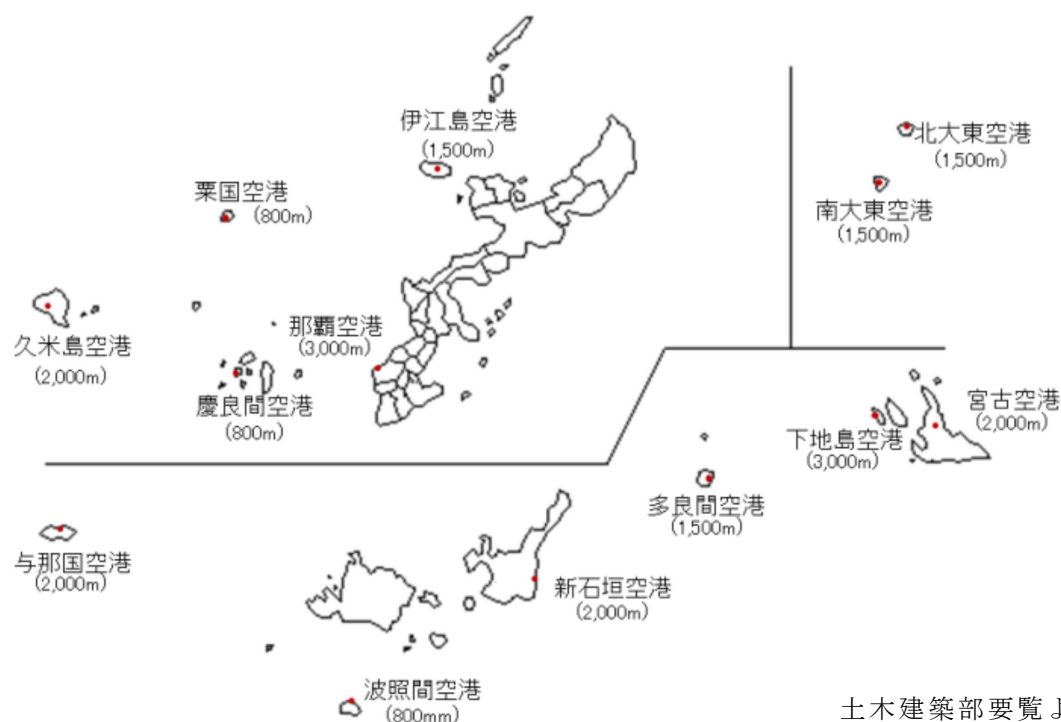 伊江島空港
(1,500m)
粟国空港
(800m)
那覇空港
(3,000m)
久米島空港
(2,000m)
慶良間空港
(800m)
北大東空港
(1,500m)
南大東空港
(1,500m)
宮古空港
(2,000m)
下地島空港
(3,000m)
多良間空港
(1,500m)
与那国空港
(2,000m)
新石垣空港
(2,000m)
波照間空港
(800mm)
土木建築部要覧